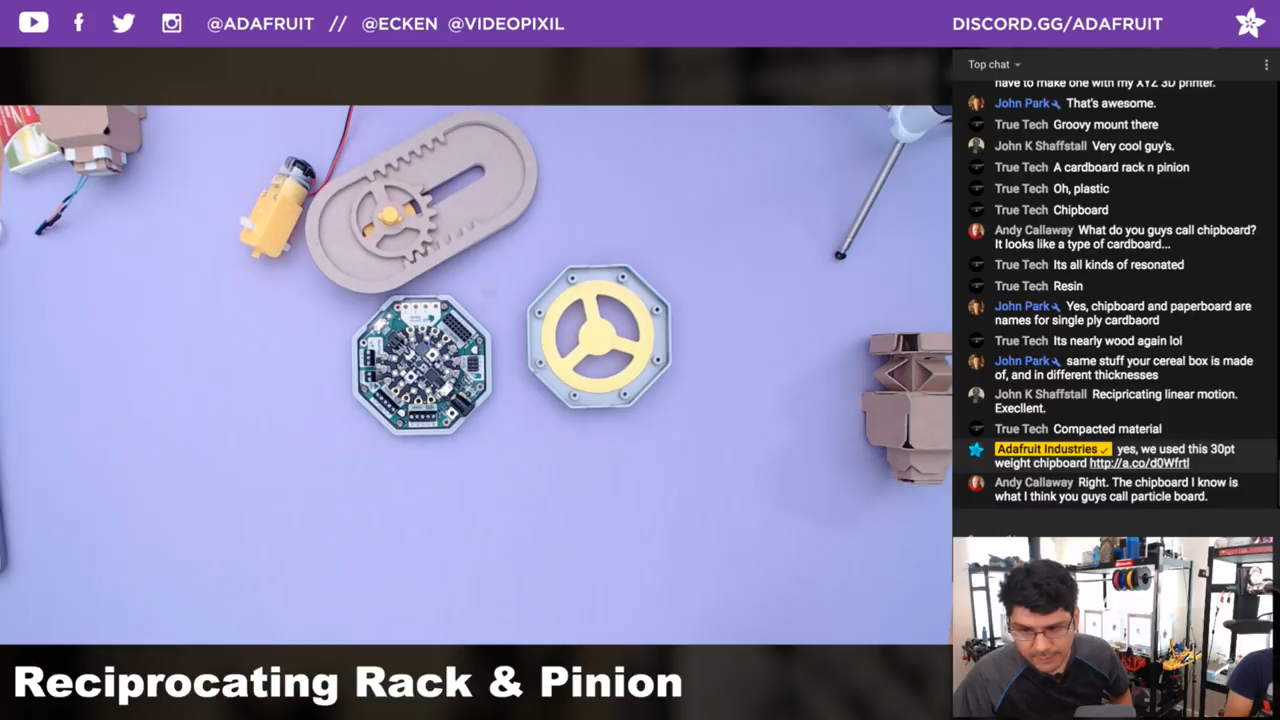 @ADAFRUIT // @ECKEN @VIDEOPIXIL
DISCORD.GG/ADAFRUIT
Top chat
have to make one with my XYZ 3D printer.
John Park That's awesome.
True Tech Groovy mount there
John K Shaffstall Very cool guy's.
True Tech A cardboard rack n pinion
True Tech Oh, plastic
True Tech Chipboard
Andy Callaway What do you guys call chipboard?
It looks like a type of cardboard...
True Tech Its all kinds of resonated
True Tech Resin
John Park Yes, chipboard and paperboard are
names for single ply cardbaord
True Tech Its nearly wood again lol
John Park same stuff your cereal box is made
of, and in different thicknesses
John K Shaffstall Recipricating linear motion.
Execllent.
True Tech Compacted material
Adafruit Industries yes, we used this 30pt
weight chipboard http://a.co/d0Wfrtl
Andy Callaway Right. The chipboard I know is
what I think you guys call particle board.
Reciprocating Rack & Pinion